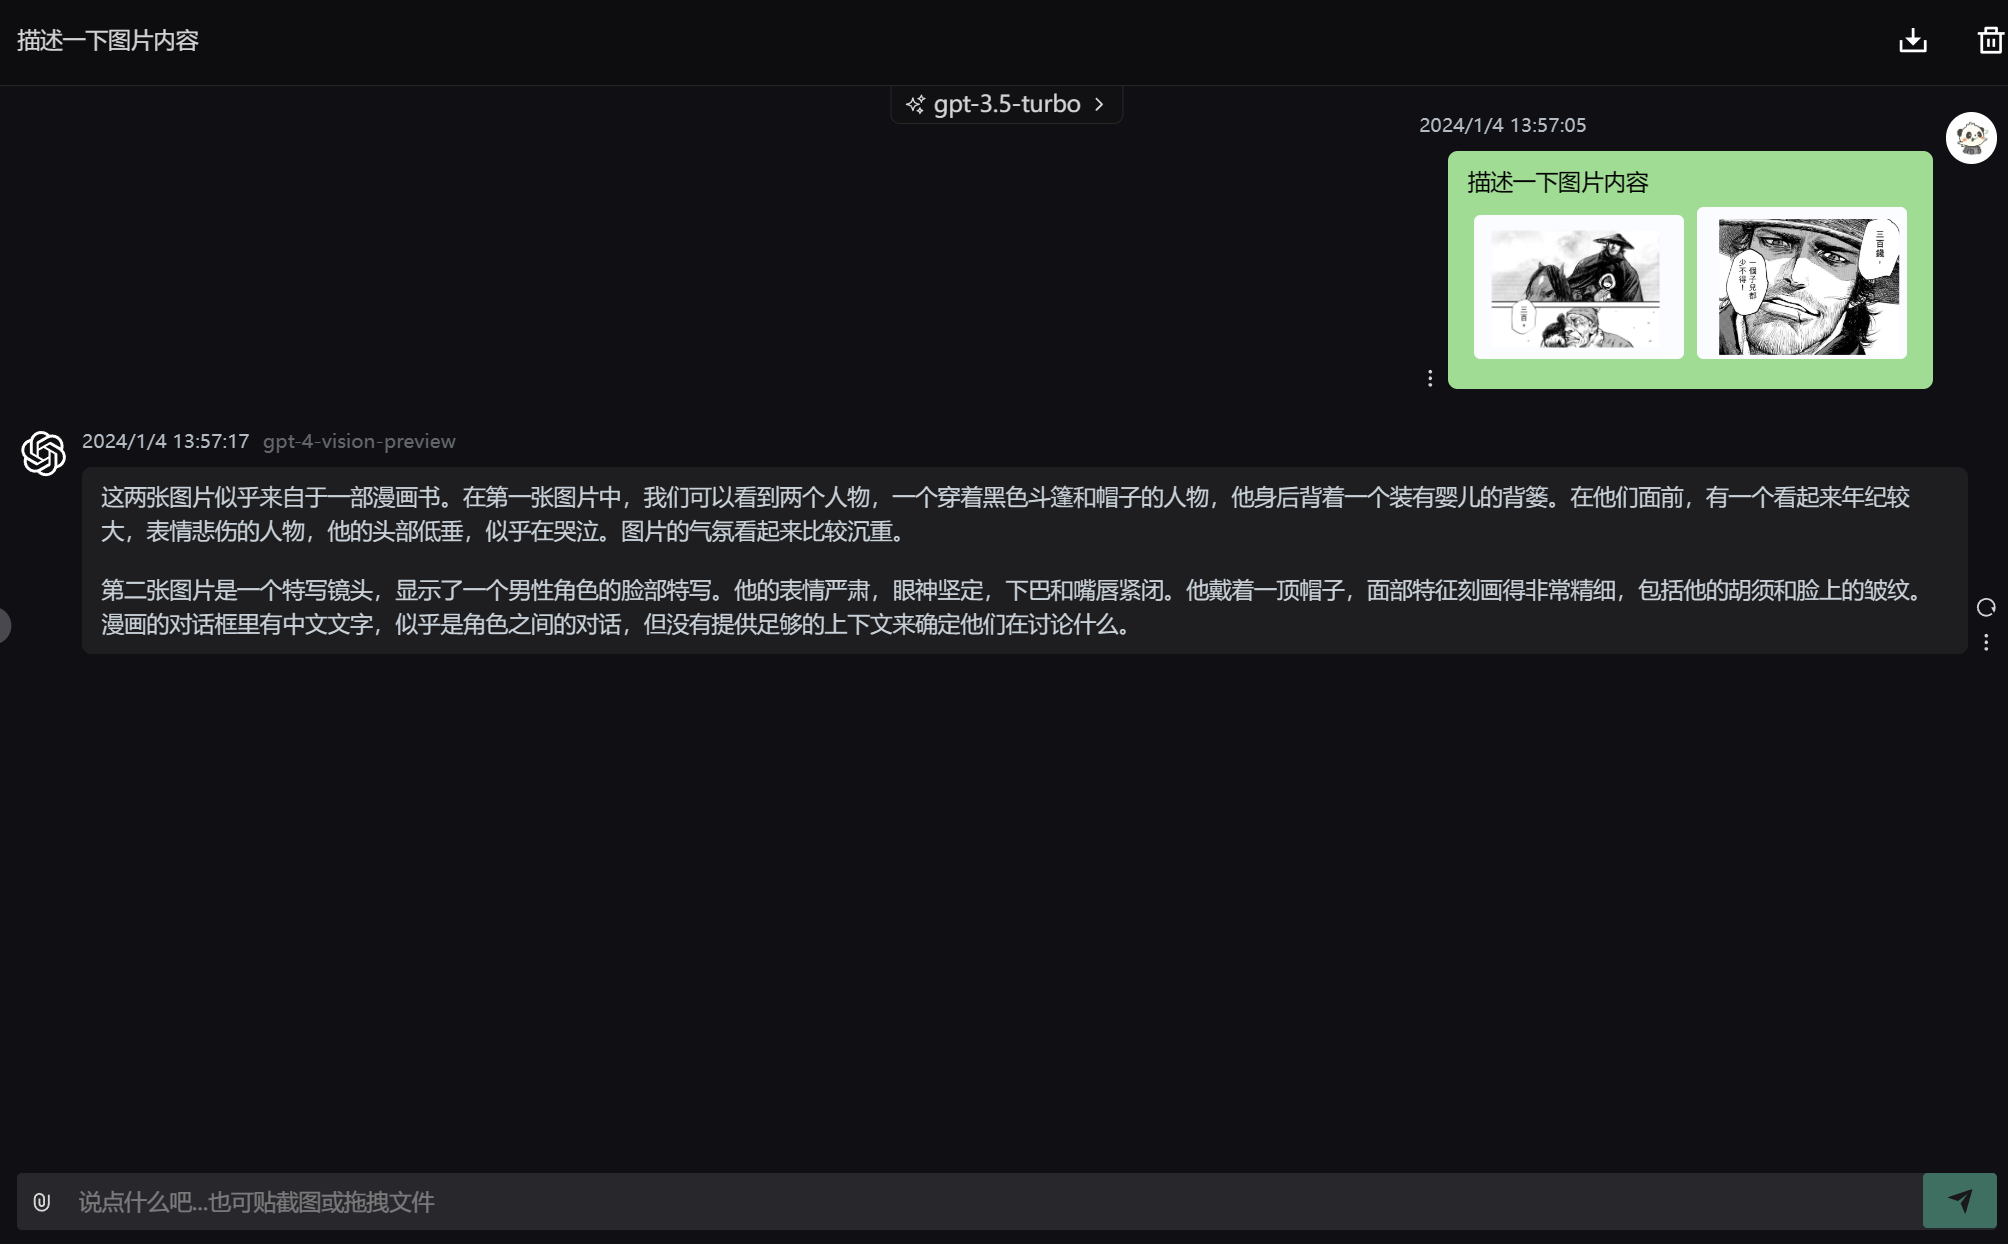 描述一下图片内容
gpt-3.5-turbo
2024/1/4 13:57:05
描述一下图片内容
三百，
三百錢，
一個子兒都
少不得！
2024/1/4 13:57:17 gpt-4-vision-preview
这两张图片似乎来自于一部漫画书。在第一张图片中，我们可以看到两个人物，一个穿着黑色斗篷和帽子的人物，他身后背着一个装有婴儿的背篓。在他们面前，有一个看起来年纪较
大，表情悲伤的人物，他的头部低垂，似乎在哭泣。图片的气氛看起来比较沉重。
第二张图片是一个特写镜头，显示了一个男性角色的脸部特写。他的表情严肃，眼神坚定，下巴和嘴唇紧闭。他戴着一顶帽子，面部特征刻画得非常精细，包括他的胡须和脸上的皱纹。
漫画的对话框里有中文文字，似乎是角色之间的对话，但没有提供足够的上下文来确定他们在讨论什么。
说点什么吧...也可贴截图或拖拽文件